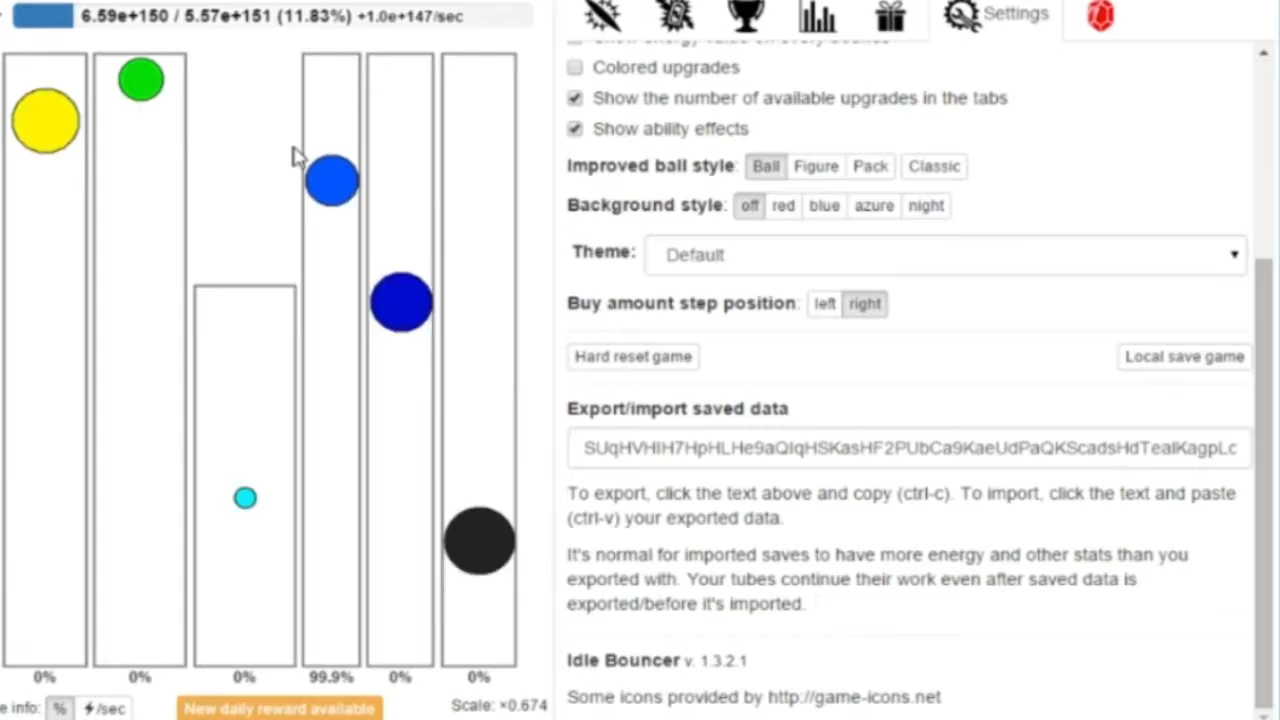 6.59e+150 / 5.57e+151 (11.83%) +1.0e+147/sec
Settings
Show energy value on every bounce
Colored upgrades
Show the number of available upgrades in the tabs
Show ability effects
Improved ball style: Ball Figure Pack Classic
Background style: off red blue azure night
Theme: Default
Buy amount step position: left right
Hard reset game
Local save game
Export/import saved data
SUqHVHIH7HpHLHe9aQIqHSKasHF2PUbCa9KaeUdPaQKScadsHdTealKagpLc
To export, click the text above and copy (ctrl-c). To import, click the text and paste
(ctrl-v) your exported data.
It's normal for imported saves to have more energy and other stats than you
exported with. Your tubes continue their work even after saved data is
exported/before it's imported.
Idle Bouncer v. 1.3.2.1
Some icons provided by http://game-icons.net
0% 0% 0% 99.9% 0% 0%
e info: % /sec
New daily reward available
Scale: ×0.674